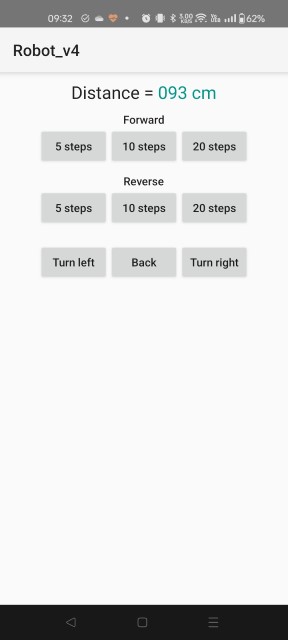 09:32 62%
Robot_v4
Distance = 093 cm
Forward
5 steps 10 steps 20 steps
Reverse
5 steps 10 steps 20 steps
Turn left Back Turn right